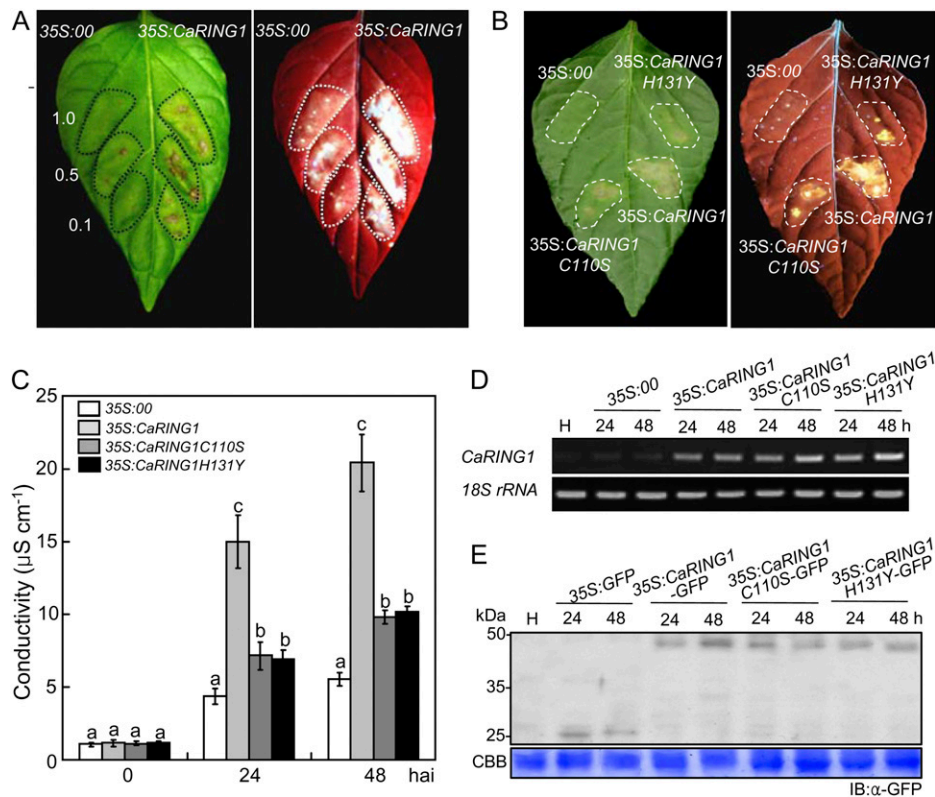 A
35S:00 35S:CaRING1 35S:00 35S:CaRING1
1.0
0.5
0.1
B
35S:00
35S:CaRING1
H131Y
35S:CaRING1
35S:CaRING1
C110S
35S:00
35S:CaRING1
H131Y
35S:CaRING1
35S:CaRING1
C110S
C
Conductivity (µS cm⁻¹)
25
20
15
10
5
0
35S:00
35S:CaRING1
35S:CaRING1C110S
35S:CaRING1H131Y
a a a a
a c b b
a c b b
0 24 48 hai
D
35S:00 35S:CaRING1 35S:CaRING1 C110S 35S:CaRING1 H131Y
H 24 48 24 48 24 48 24 48 h
CaRING1
18S rRNA
E
35S:GFP 35S:CaRING1 -GFP 35S:CaRING1 C110S-GFP 35S:CaRING1 H131Y-GFP
kDa H 24 48 24 48 24 48 24 48 h
50
35
25
CBB
IB:α-GFP